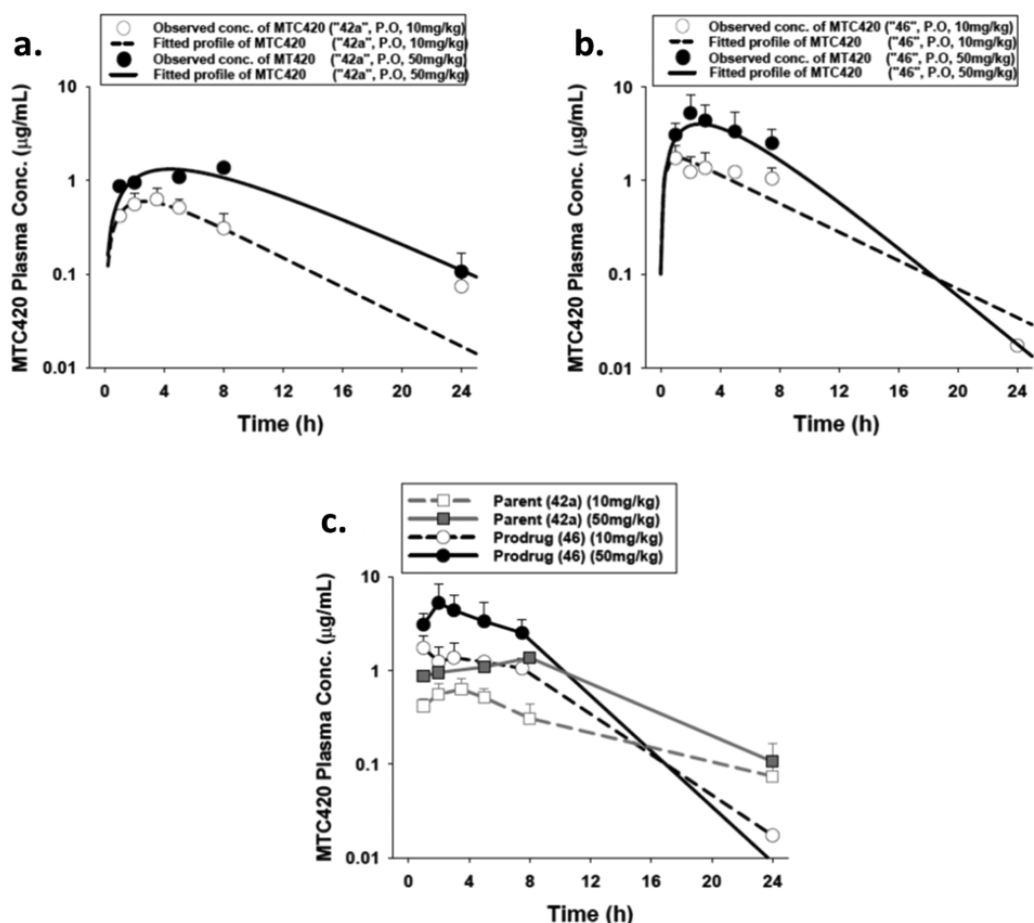 a.
Observed conc. of MTC420 ("42a", P.O, 10mg/kg)
Fitted profile of MTC420 ("42a", P.O, 10mg/kg)
Observed conc. of MT420 ("42a", P.O, 50mg/kg)
Fitted profile of MTC420 ("42a", P.O, 50mg/kg)
MTC420 Plasma Conc. (μg/mL)
10
1
0.1
0.01
0 4 8 12 16 20 24
Time (h)
b.
Observed conc. of MTC420 ("46", P.O, 10mg/kg)
Fitted profile of MTC420 ("46", P.O, 10mg/kg)
Observed conc. of MT420 ("46", P.O, 50mg/kg)
Fitted profile of MTC420 ("46", P.O, 50mg/kg)
MTC420 Plasma Conc. (μg/mL)
10
1
0.1
0.01
0 4 8 12 16 20 24
Time (h)
c.
Parent (42a) (10mg/kg)
Parent (42a) (50mg/kg)
Prodrug (46) (10mg/kg)
Prodrug (46) (50mg/kg)
MTC420 Plasma Conc. (μg/mL)
10
1
0.1
0.01
0 4 8 12 16 20 24
Time (h)